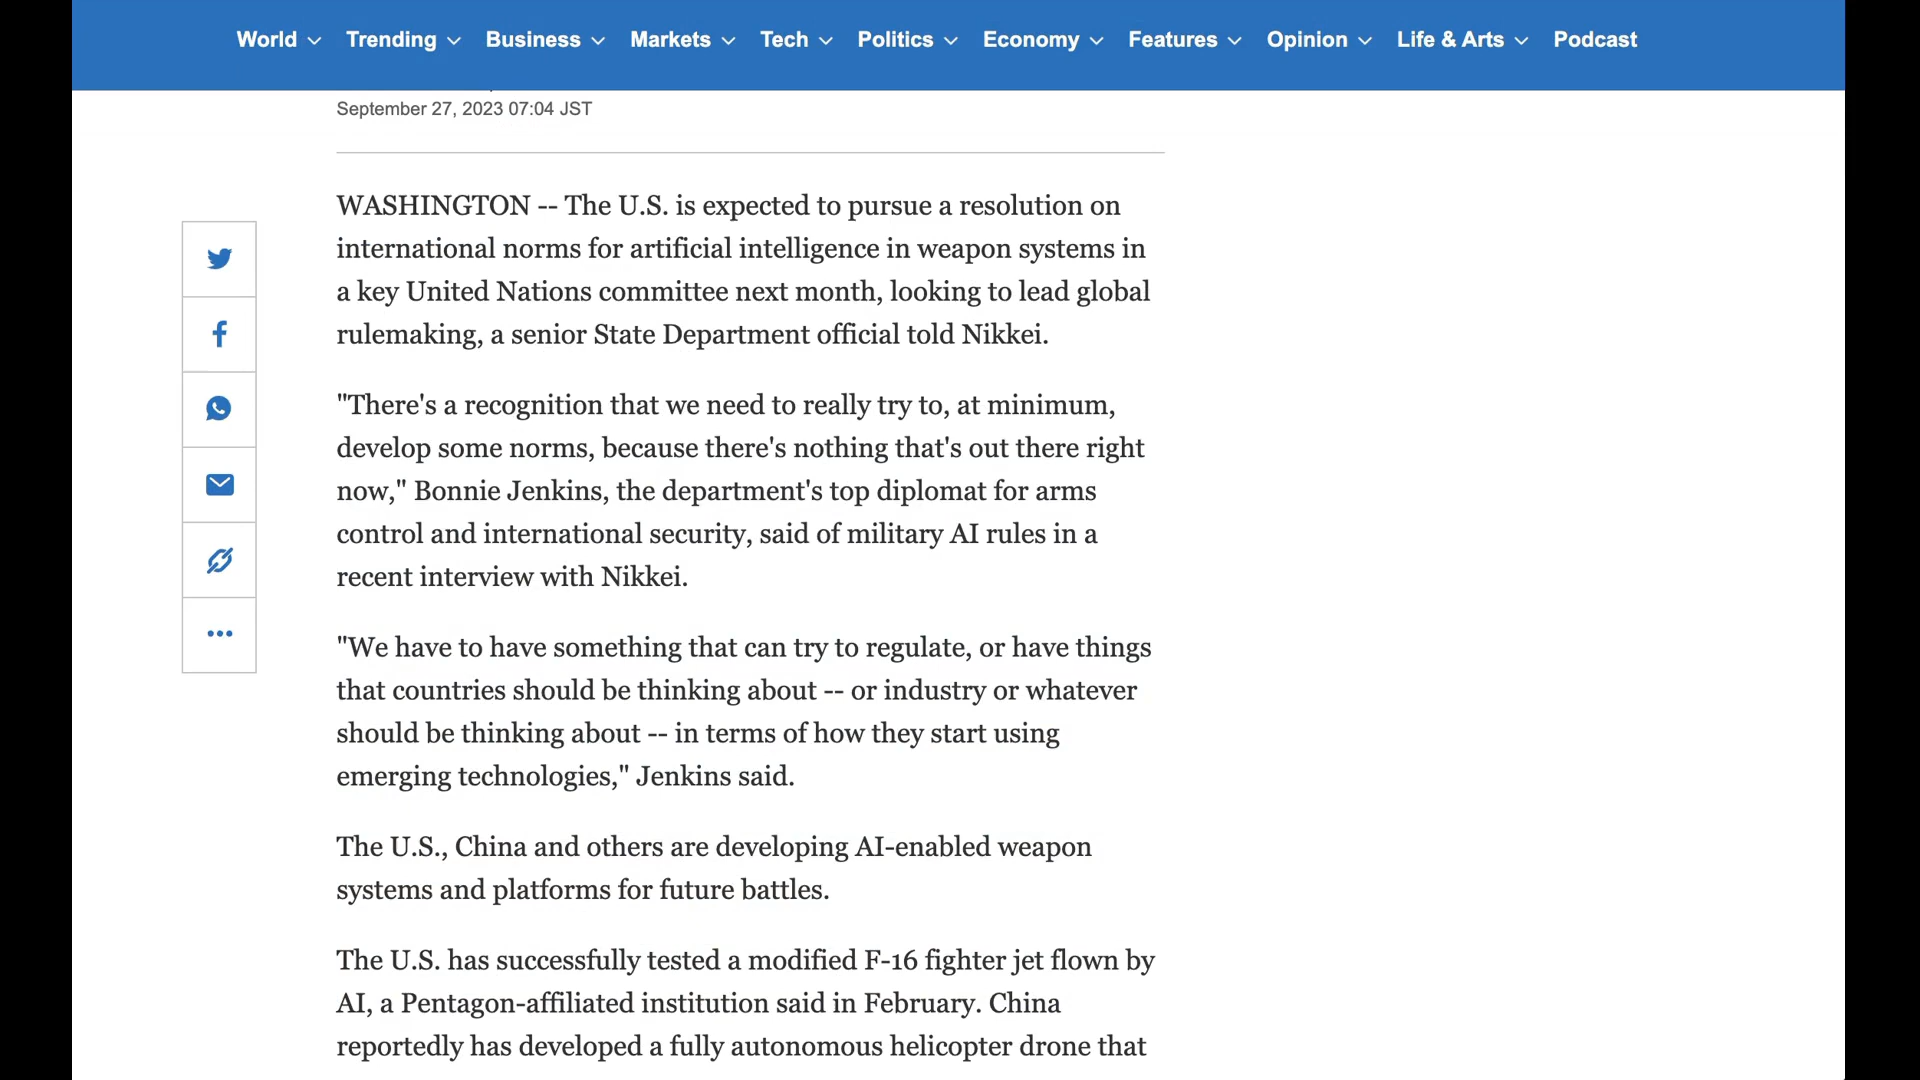 World Trending Business Markets Tech Politics Economy Features Opinion Life & Arts Podcast
September 27, 2023 07:04 JST
WASHINGTON -- The U.S. is expected to pursue a resolution on
international norms for artificial intelligence in weapon systems in
a key United Nations committee next month, looking to lead global
rulemaking, a senior State Department official told Nikkei.
"There's a recognition that we need to really try to, at minimum,
develop some norms, because there's nothing that's out there right
now," Bonnie Jenkins, the department's top diplomat for arms
control and international security, said of military AI rules in a
recent interview with Nikkei.
"We have to have something that can try to regulate, or have things
that countries should be thinking about -- or industry or whatever
should be thinking about -- in terms of how they start using
emerging technologies," Jenkins said.
The U.S., China and others are developing AI-enabled weapon
systems and platforms for future battles.
The U.S. has successfully tested a modified F-16 fighter jet flown by
AI, a Pentagon-affiliated institution said in February. China
reportedly has developed a fully autonomous helicopter drone that